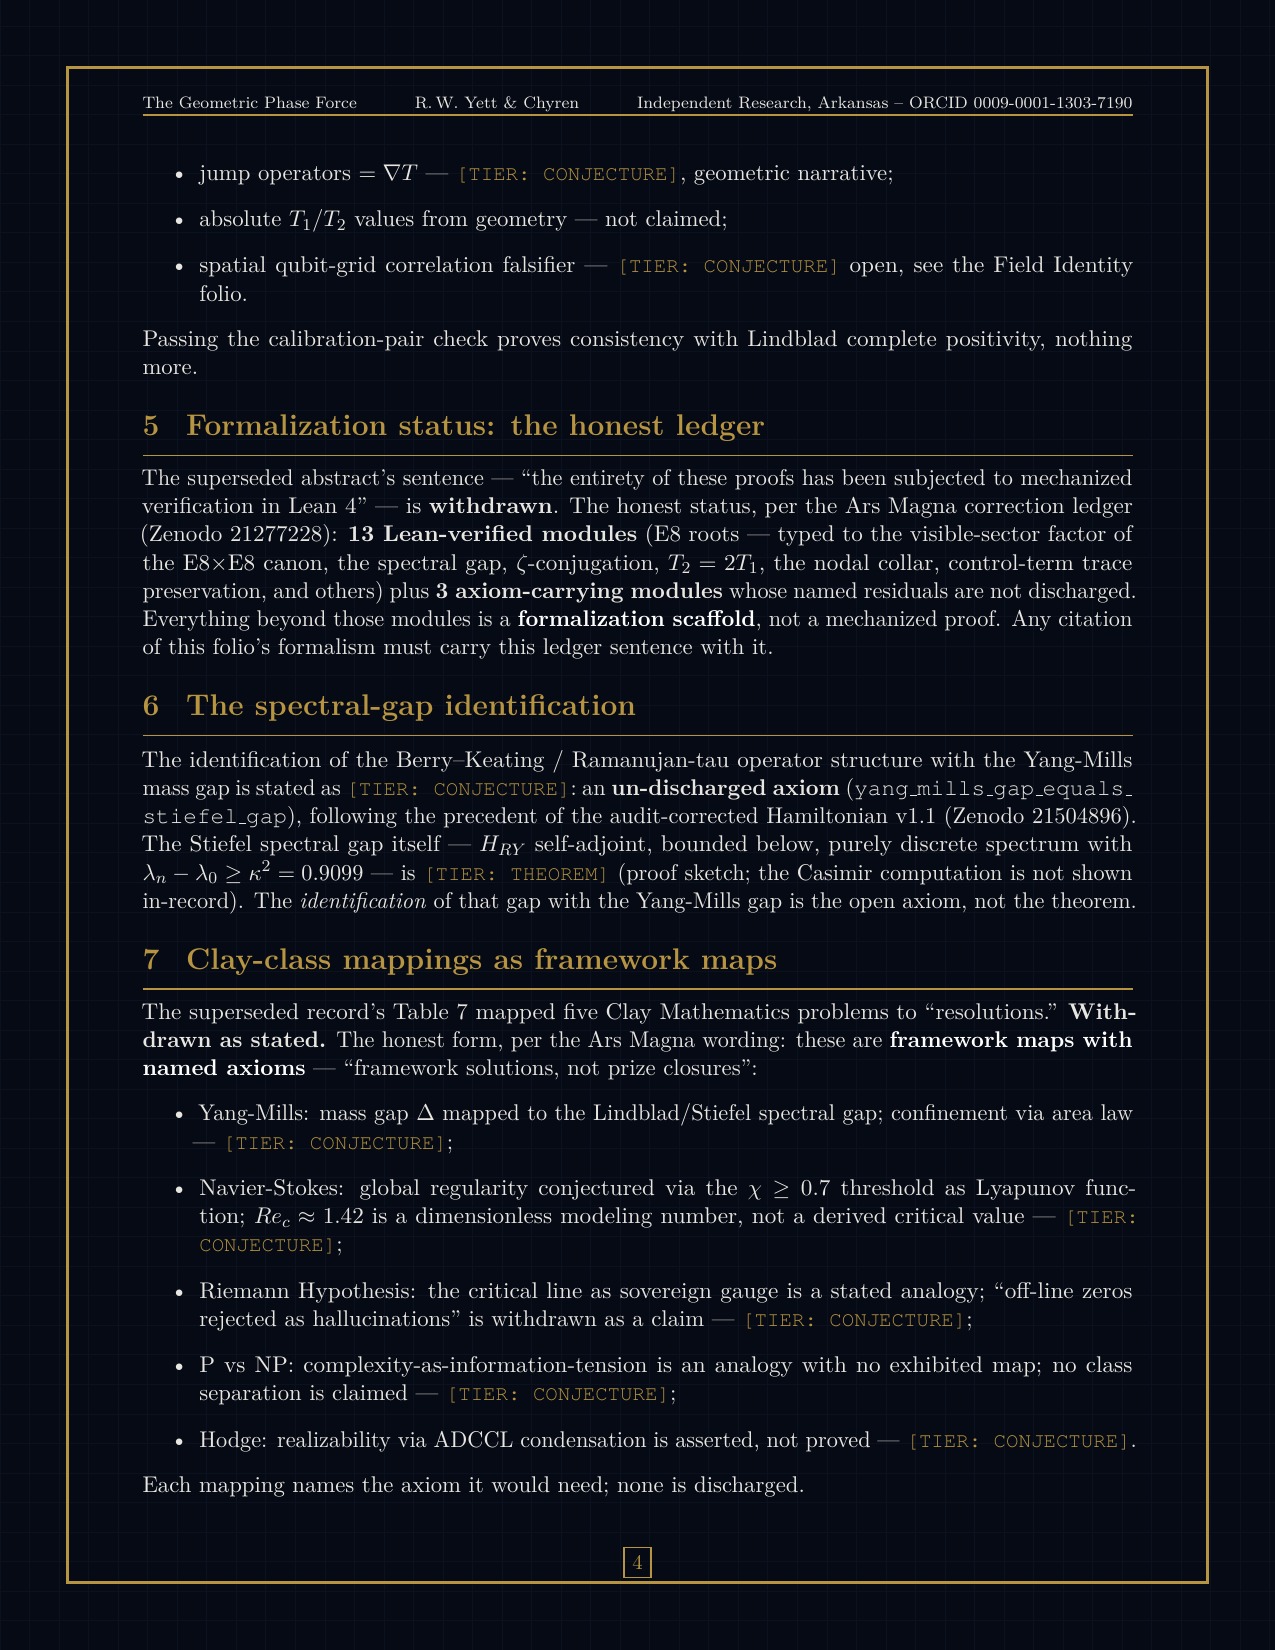 The Geometric Phase Force R. W. Yett & Chyren Independent Research, Arkansas – ORCID 0009-0001-1303-7190
• jump operators = ∇T — [TIER: CONJECTURE], geometric narrative;
• absolute T₁/T₂ values from geometry — not claimed;
• spatial qubit-grid correlation falsifier — [TIER: CONJECTURE] open, see the Field Identity
folio.
Passing the calibration-pair check proves consistency with Lindblad complete positivity, nothing
more.
5 Formalization status: the honest ledger
The superseded abstract’s sentence — “the entirety of these proofs has been subjected to mechanized
verification in Lean 4” — is withdrawn. The honest status, per the Ars Magna correction ledger
(Zenodo 21277228): 13 Lean-verified modules (E8 roots — typed to the visible-sector factor of
the E8×E8 canon, the spectral gap, ζ-conjugation, T₂ = 2T₁, the nodal collar, control-term trace
preservation, and others) plus 3 axiom-carrying modules whose named residuals are not discharged.
Everything beyond those modules is a formalization scaffold, not a mechanized proof. Any citation
of this folio’s formalism must carry this ledger sentence with it.
6 The spectral-gap identification
The identification of the Berry–Keating / Ramanujan-tau operator structure with the Yang-Mills
mass gap is stated as [TIER: CONJECTURE]: an un-discharged axiom (yang_mills_gap_equals_
stiefel_gap), following the precedent of the audit-corrected Hamiltonian v1.1 (Zenodo 21504896).
The Stiefel spectral gap itself — H_RY self-adjoint, bounded below, purely discrete spectrum with
λₙ − λ₀ ≥ κ² = 0.9099 — is [TIER: THEOREM] (proof sketch; the Casimir computation is not shown
in-record). The identification of that gap with the Yang-Mills gap is the open axiom, not the theorem.
7 Clay-class mappings as framework maps
The superseded record’s Table 7 mapped five Clay Mathematics problems to “resolutions.” With-
drawn as stated. The honest form, per the Ars Magna wording: these are framework maps with
named axioms — “framework solutions, not prize closures”:
• Yang-Mills: mass gap Δ mapped to the Lindblad/Stiefel spectral gap; confinement via area law
— [TIER: CONJECTURE];
• Navier-Stokes: global regularity conjectured via the χ ≥ 0.7 threshold as Lyapunov func-
tion; Re_c ≈ 1.42 is a dimensionless modeling number, not a derived critical value — [TIER:
CONJECTURE];
• Riemann Hypothesis: the critical line as sovereign gauge is a stated analogy; “off-line zeros
rejected as hallucinations” is withdrawn as a claim — [TIER: CONJECTURE];
• P vs NP: complexity-as-information-tension is an analogy with no exhibited map; no class
separation is claimed — [TIER: CONJECTURE];
• Hodge: realizability via ADCCL condensation is asserted, not proved — [TIER: CONJECTURE].
Each mapping names the axiom it would need; none is discharged.
4